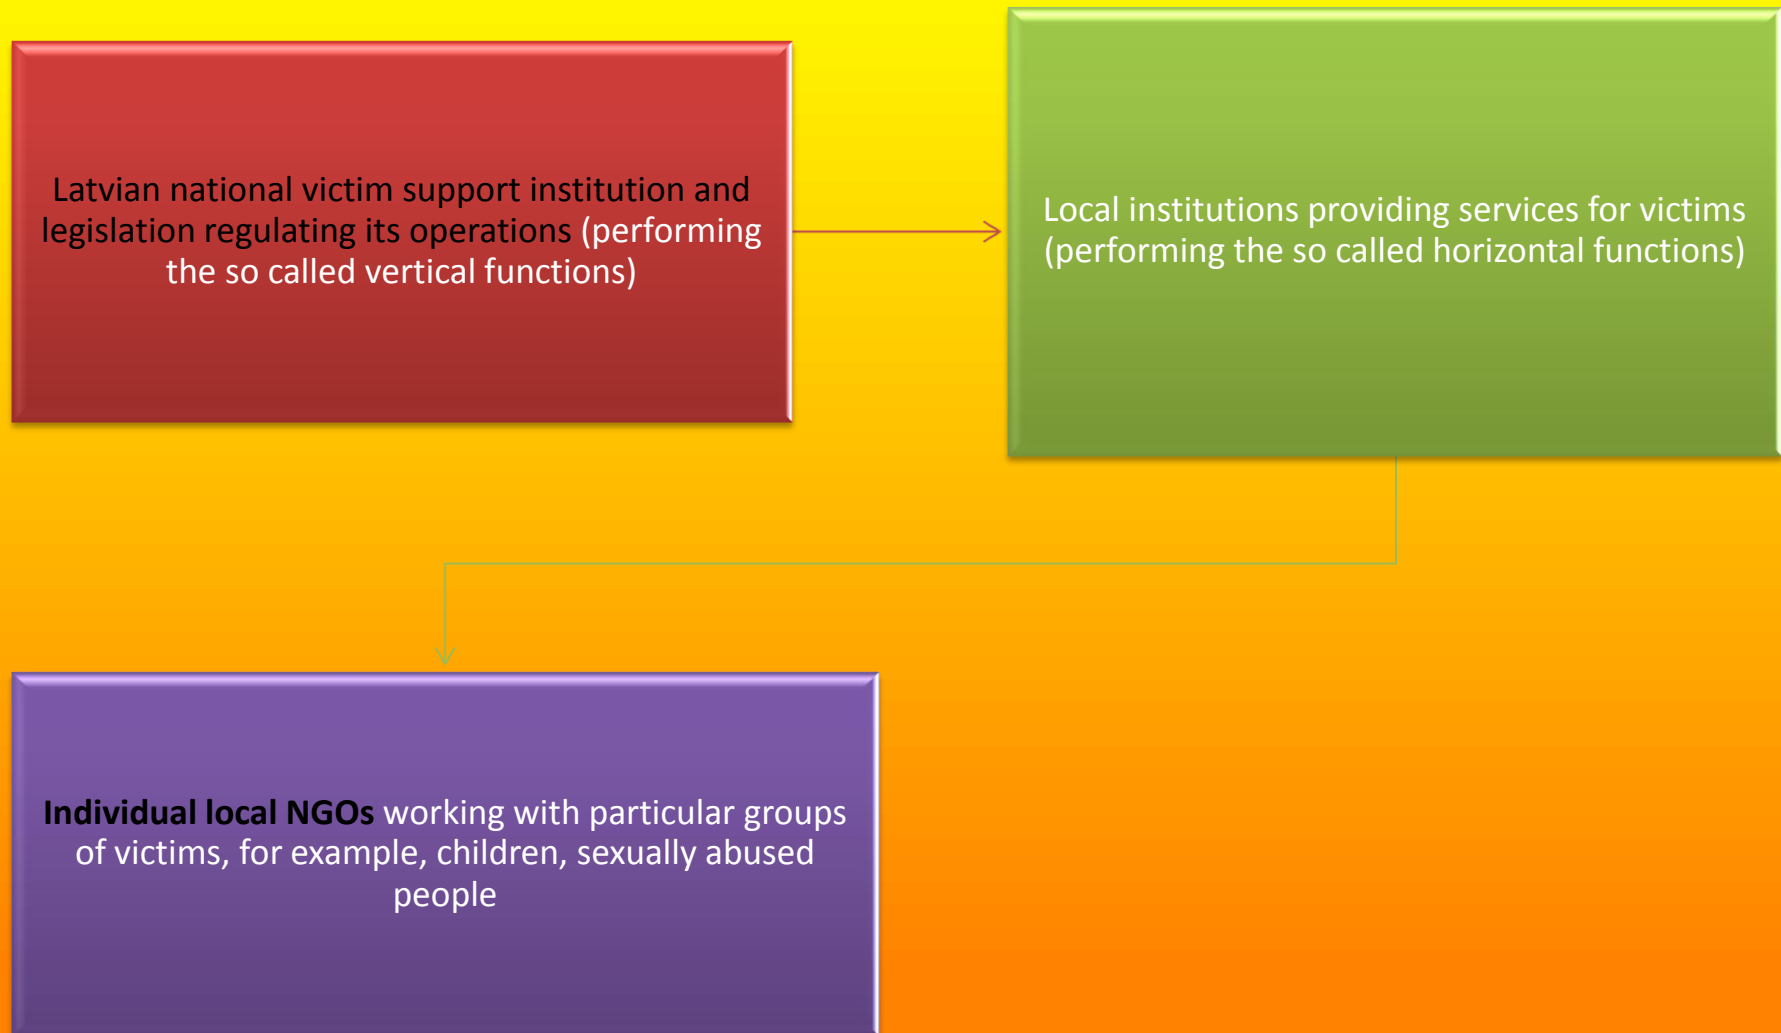 Latvian national victim support institution and
legislation regulating its operations (performing
the so called vertical functions)
Local institutions providing services for victims
(performing the so called horizontal functions)
Individual local NGOs working with particular groups
of victims, for example, children, sexually abused
people